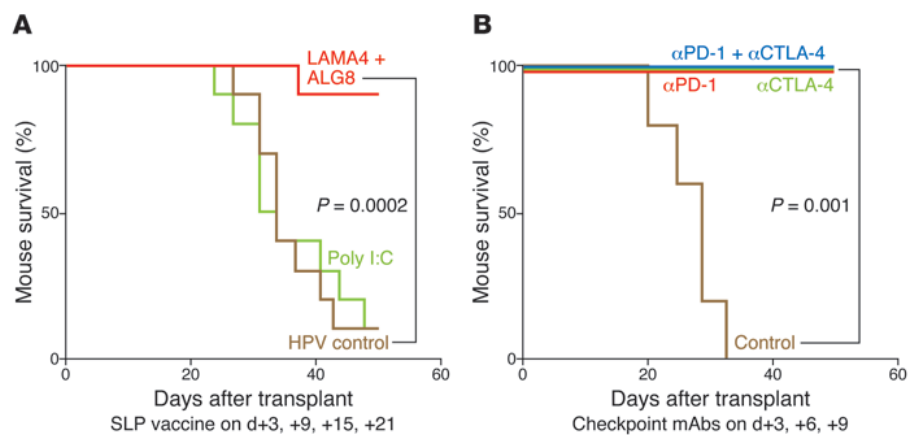 A
LAMA4 +
ALG8
100
50
0
Mouse survival (%)
P = 0.0002
Poly I:C
HPV control
0 20 40 60
Days after transplant
SLP vaccine on d+3, +9, +15, +21
B
αPD-1 + αCTLA-4
αPD-1 αCTLA-4
100
50
0
Mouse survival (%)
P = 0.001
Control
0 20 40 60
Days after transplant
Checkpoint mAbs on d+3, +6, +9